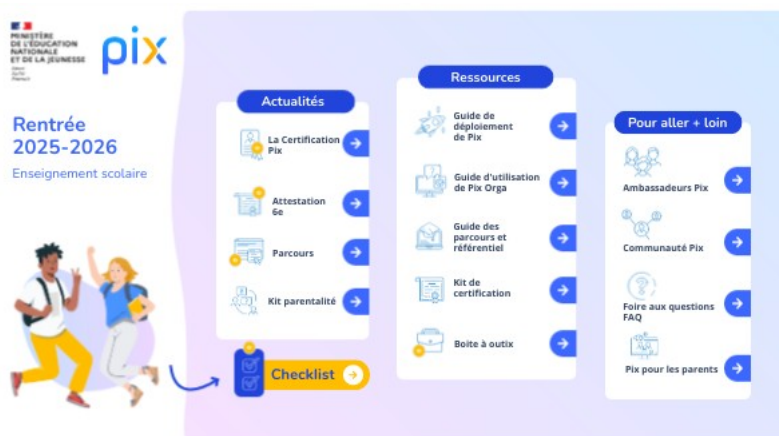 MINISTÈRE
DE L'ÉDUCATION
NATIONALE
ET DE LA JEUNESSE
pix
Rentrée
2025-2026
Enseignement scolaire
Actualités
La Certification
Pix
Attestation
6e
Parcours
Kit parentalité
Checklist
Ressources
Guide de
déploiement
de Pix
Guide d'utilisation
de Pix Orga
Guide des
parcours et
référentiel
Kit de
certification
Boite à outix
Pour aller + loin
Ambassadeurs Pix
Communauté Pix
Foire aux questions
FAQ
Pix pour les parents